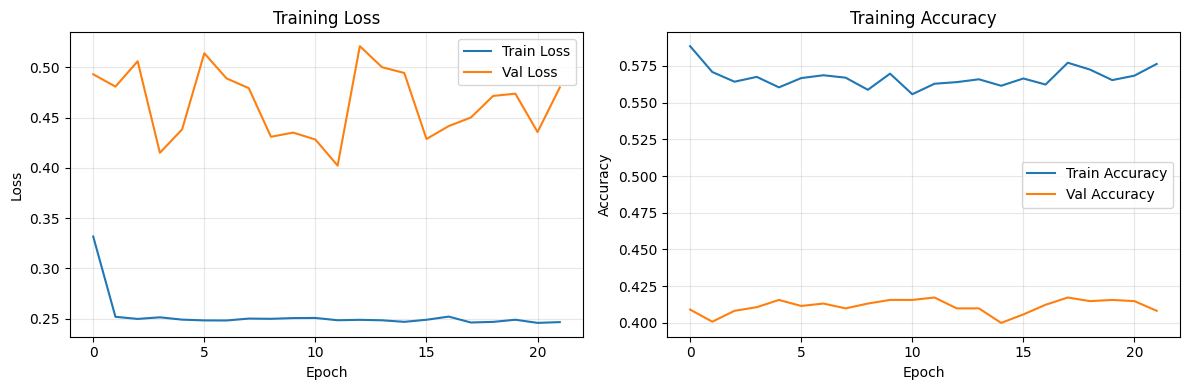 Training Loss
Loss
0.50
0.45
0.40
0.35
0.30
0.25
Train Loss
Val Loss
0
5
10
15
20
Epoch
Training Accuracy
Accuracy
0.575
0.550
0.525
0.500
0.475
0.450
0.425
0.400
Train Accuracy
Val Accuracy
0
5
10
15
20
Epoch